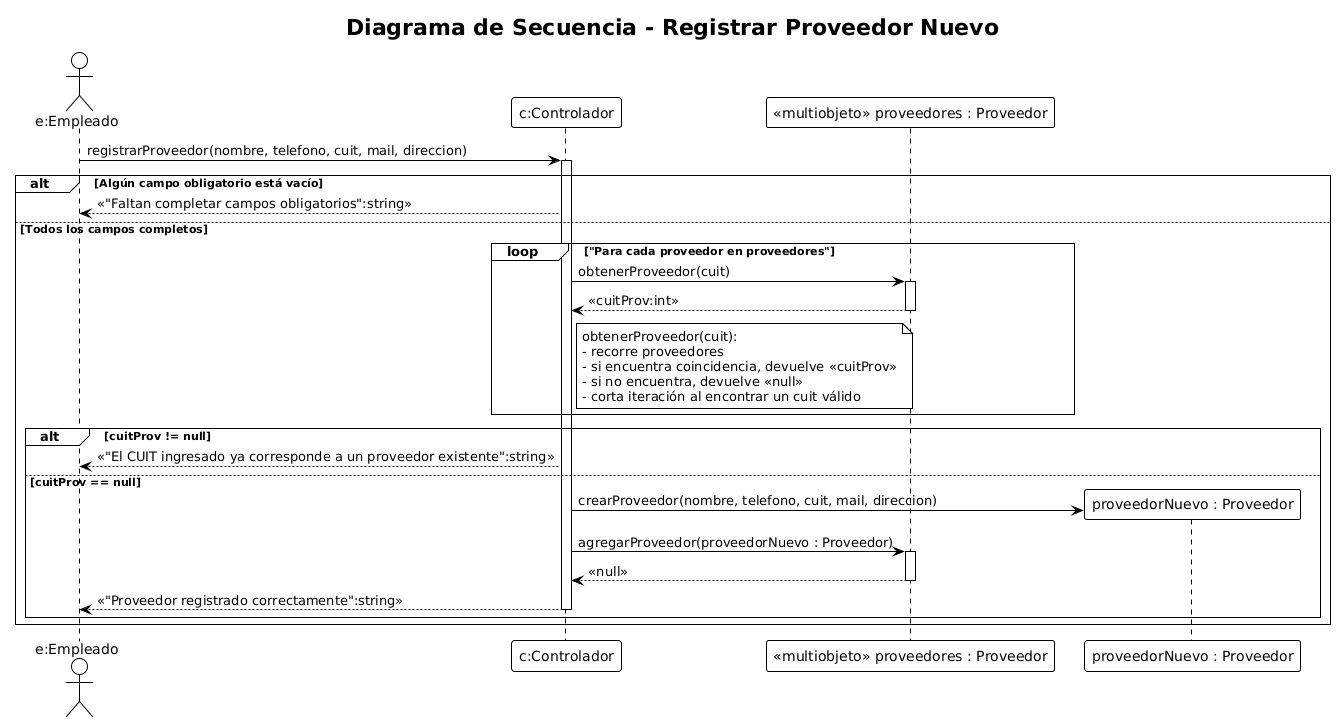 Diagrama de Secuencia - Registrar Proveedor Nuevo
e:Empleado
c:Controlador
«multiobjeto» proveedores : Proveedor
registrarProveedor(nombre, telefono, cuit, mail, direccion)
alt [Algún campo obligatorio está vacío]
«"Faltan completar campos obligatorios":string»
[Todos los campos completos]
loop ["Para cada proveedor en proveedores"]
obtenerProveedor(cuit)
«cuitProv:int»
obtenerProveedor(cuit):
- recorre proveedores
- si encuentra coincidencia, devuelve «cuitProv»
- si no encuentra, devuelve «null»
- corta iteración al encontrar un cuit válido
alt [cuitProv != null]
«"El CUIT ingresado ya corresponde a un proveedor existente":string»
[cuitProv == null]
crearProveedor(nombre, telefono, cuit, mail, direccion)
proveedorNuevo : Proveedor
agregarProveedor(proveedorNuevo : Proveedor)
«null»
«"Proveedor registrado correctamente":string»
e:Empleado
c:Controlador
«multiobjeto» proveedores : Proveedor
proveedorNuevo : Proveedor